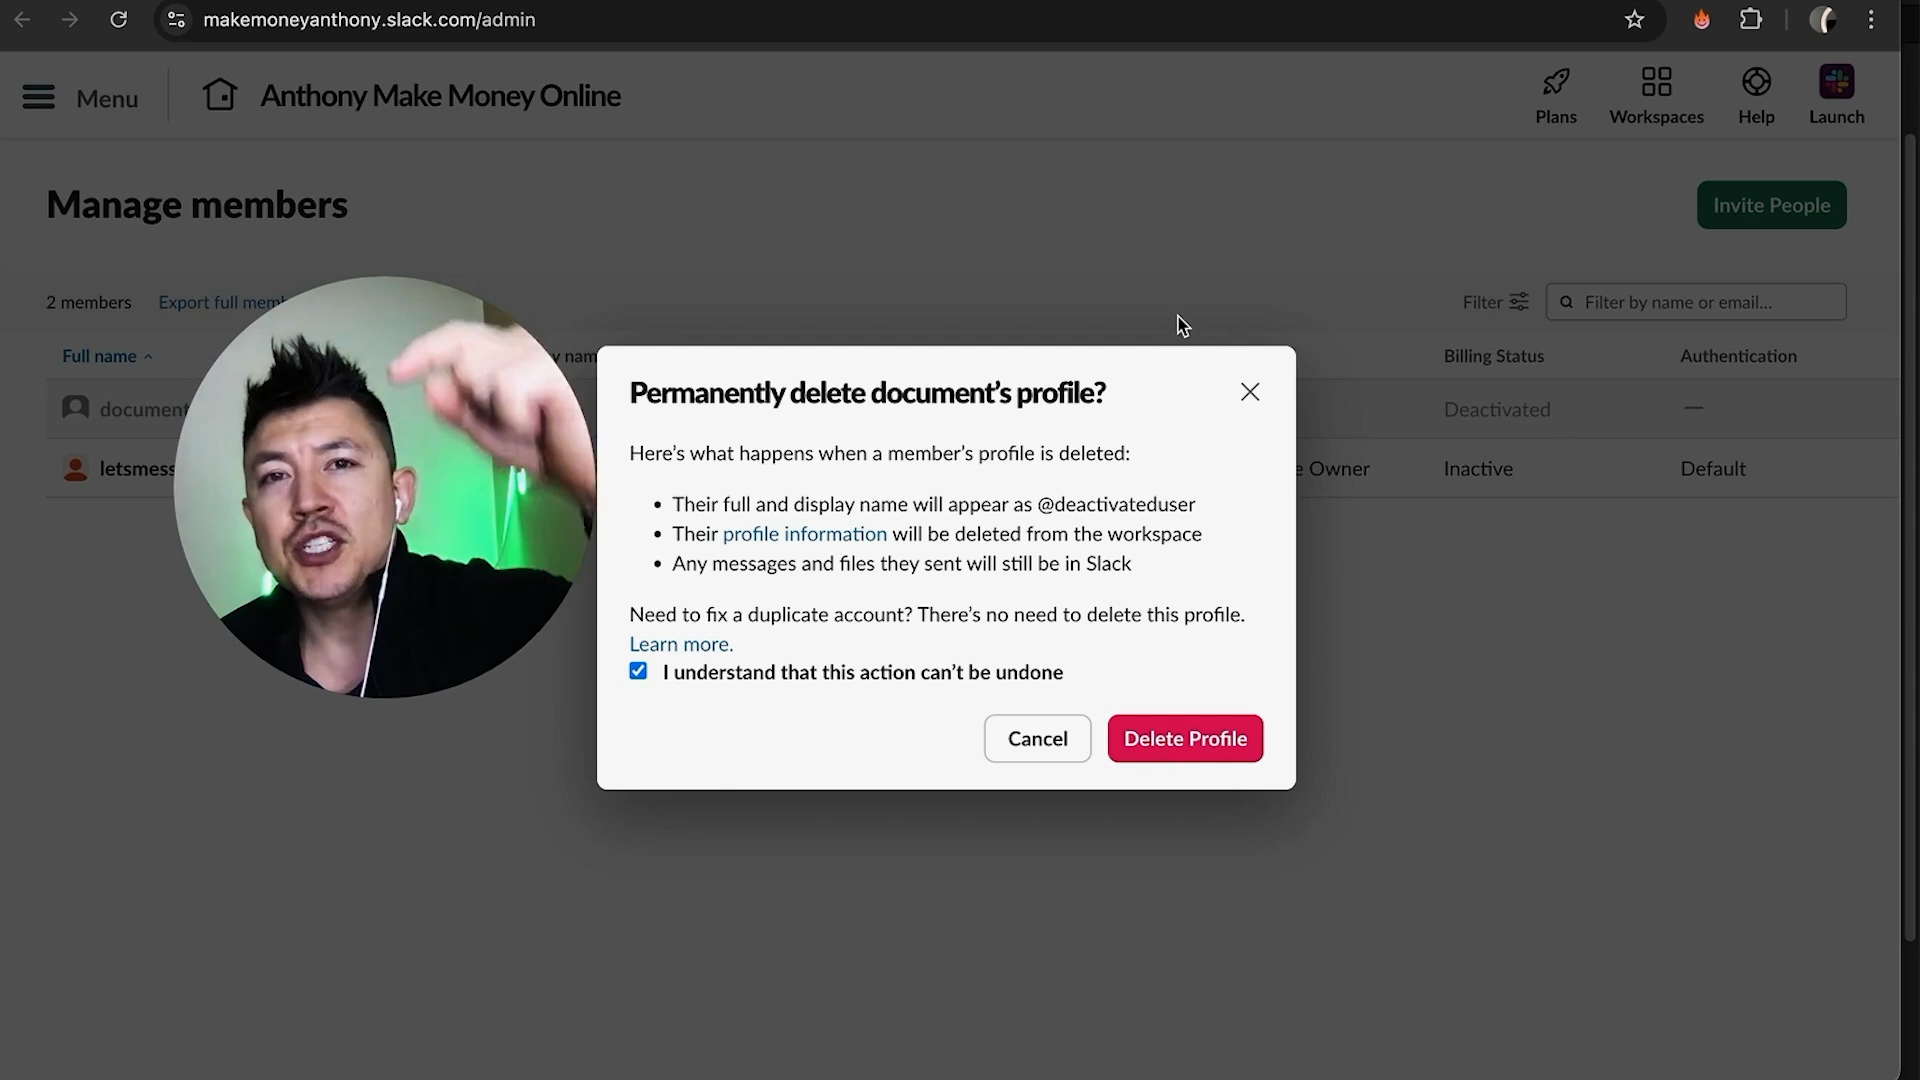 makemoneyanthony.slack.com/admin
Menu
Anthony Make Money Online
Plans
Workspaces
Help
Launch
Manage members
Invite People
2 members
Export full
Filter
Filter by name or email...
Full name
Billing Status
Authentication
document
Deactivated
—
Owner
Inactive
Default
Permanently delete document’s profile?
Here’s what happens when a member’s profile is deleted:
• Their full and display name will appear as @deactivateduser
• Their profile information will be deleted from the workspace
• Any messages and files they sent will still be in Slack
Need to fix a duplicate account? There’s no need to delete this profile.
Learn more.
I understand that this action can’t be undone
Cancel
Delete Profile